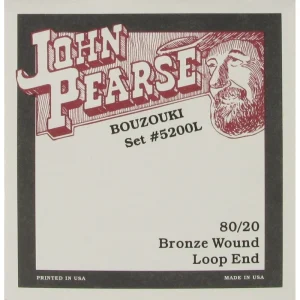 JOHN
PEARSE
BOUZOUKI
Set #5200L
80/20
Bronze Wound
Loop End
PRINTED IN USA
MADE IN USA